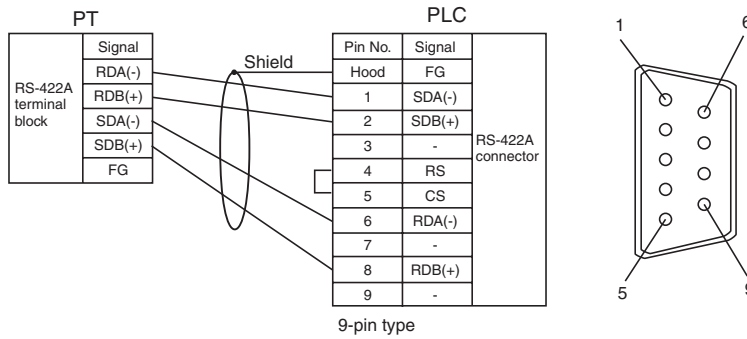 PT
PLC
Signal
RDA(-)
RDB(+)
SDA(-)
SDB(+)
FG
RS-422A
terminal
block
Shield
Pin No. Signal
Hood FG
1 SDA(-)
2 SDB(+)
3 -
4 RS
5 CS
6 RDA(-)
7 -
8 RDB(+)
9 -
RS-422A
connector
9-pin type
1
6
5
9